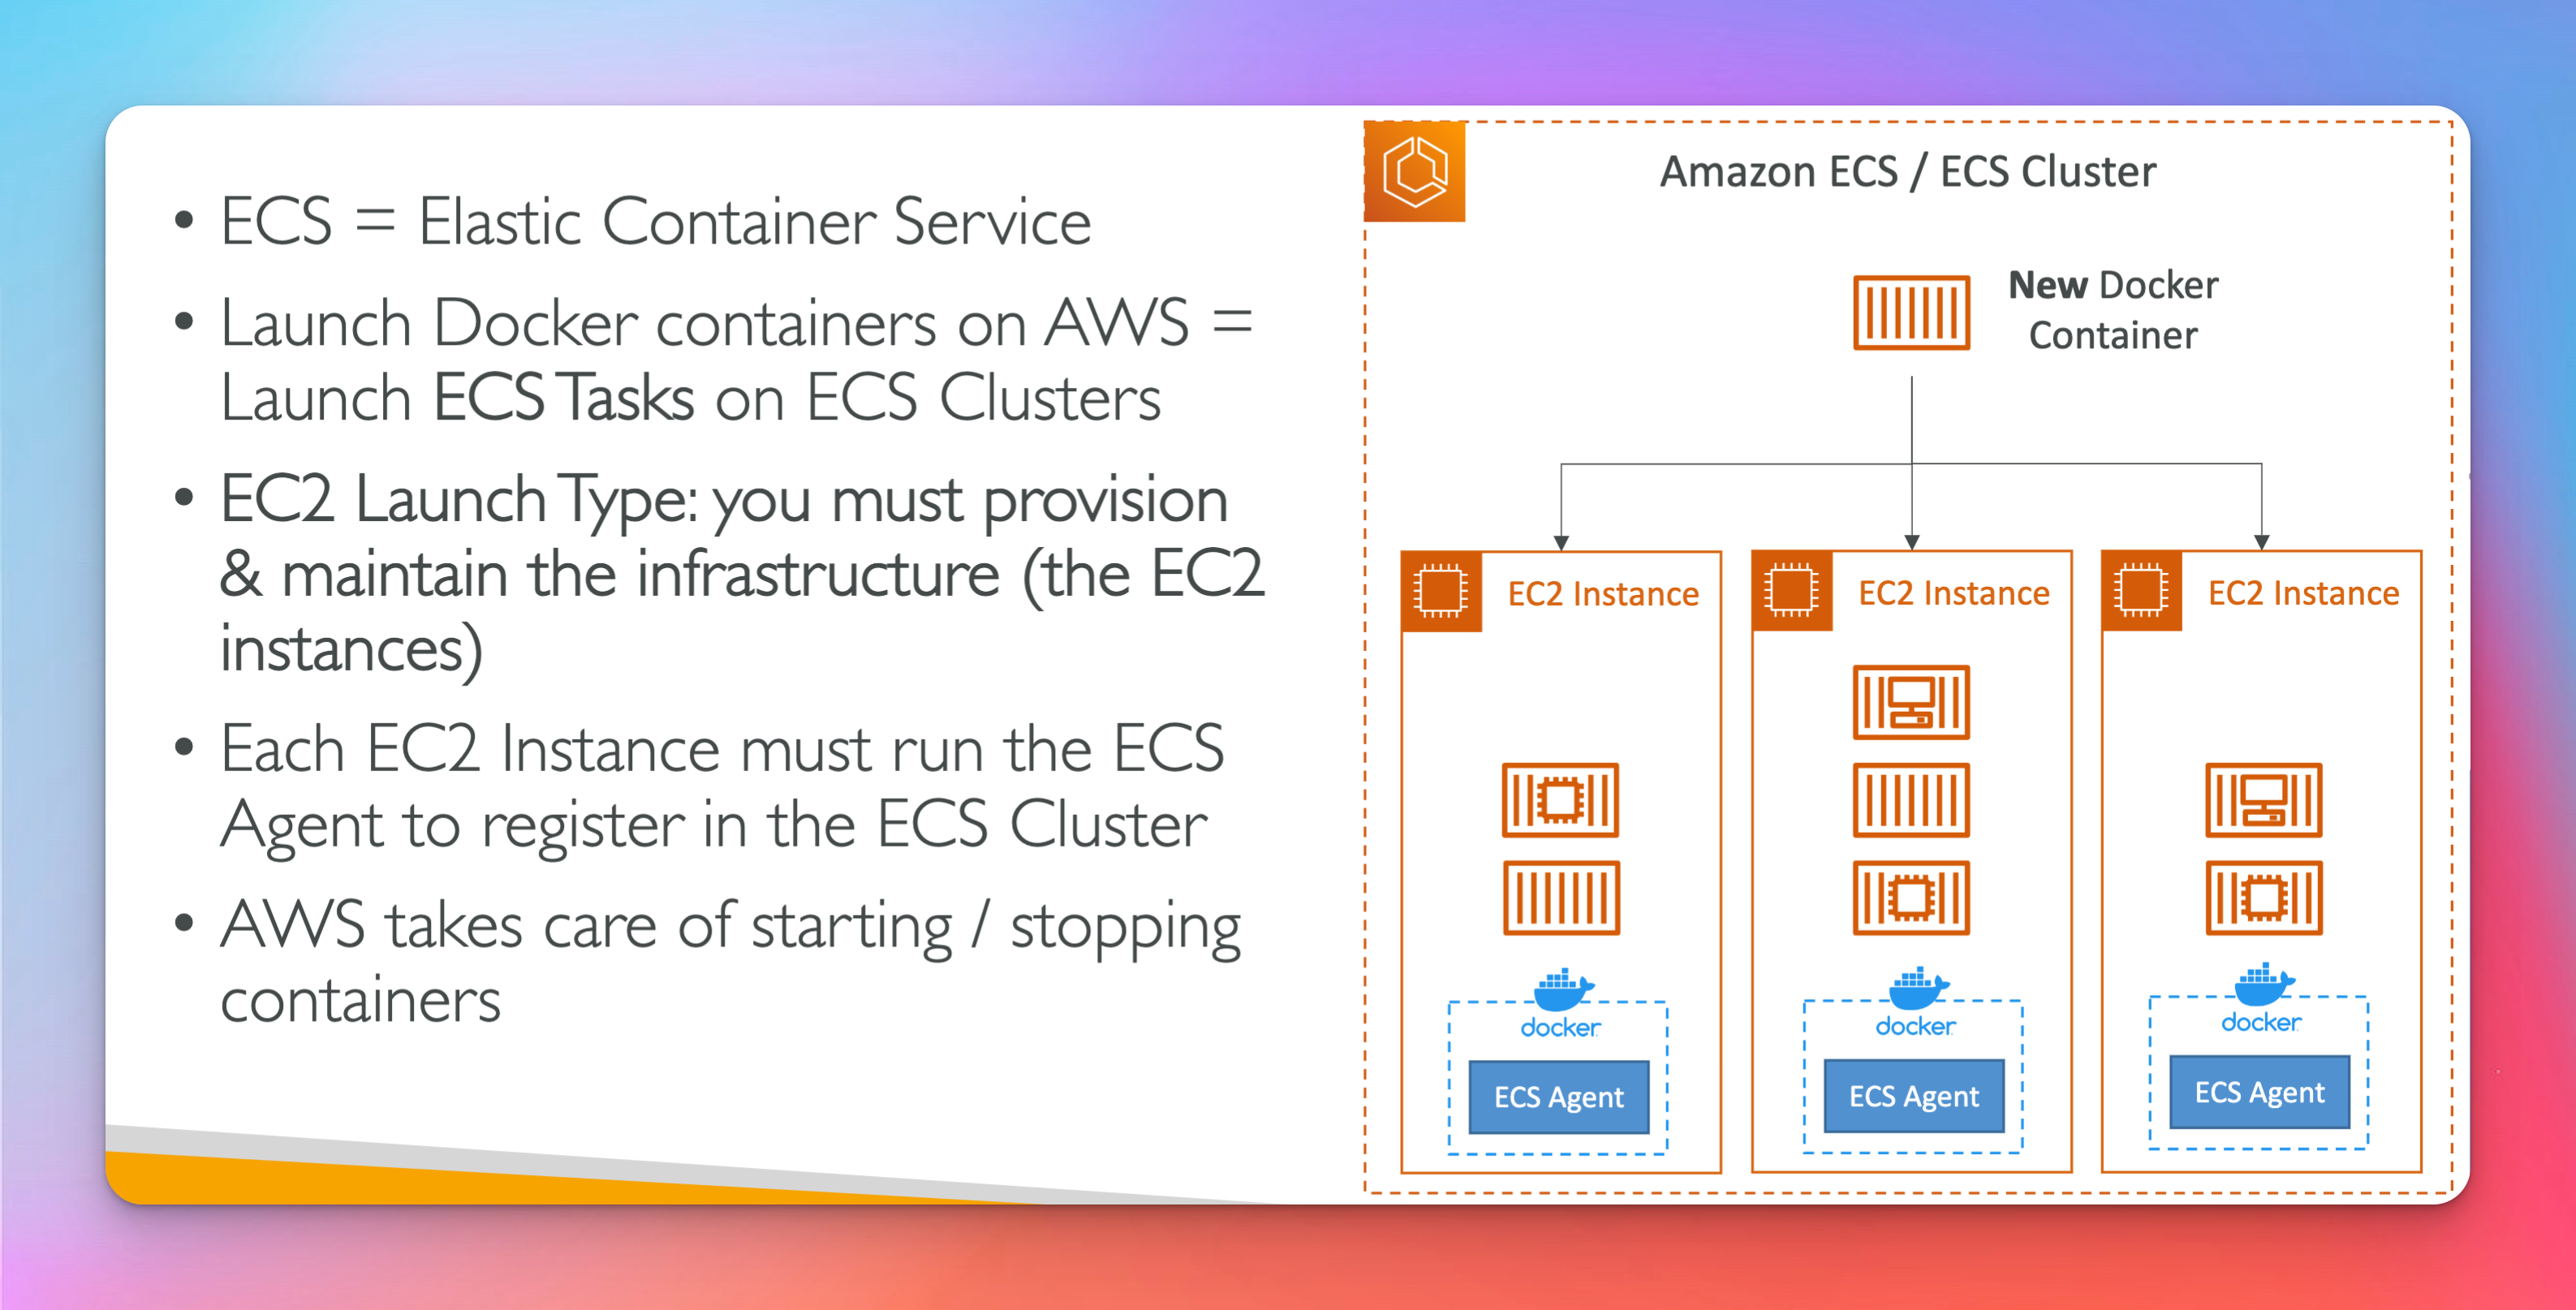 • ECS = Elastic Container Service
• Launch Docker containers on AWS =
Launch ECS Tasks on ECS Clusters
• EC2 Launch Type: you must provision
& maintain the infrastructure (the EC2
instances)
• Each EC2 Instance must run the ECS
Agent to register in the ECS Cluster
• AWS takes care of starting / stopping
containers
Amazon ECS / ECS Cluster
New Docker
Container
EC2 Instance
EC2 Instance
EC2 Instance
docker
docker
docker
ECS Agent
ECS Agent
ECS Agent